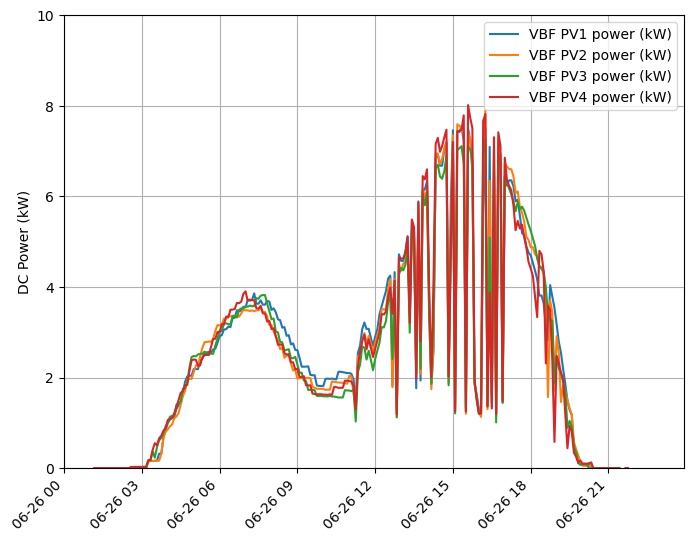 10
8
6
4
2
0
DC Power (kW)
VBF PV1 power (kW)
VBF PV2 power (kW)
VBF PV3 power (kW)
VBF PV4 power (kW)
06-26 00
06-26 03
06-26 06
06-26 09
06-26 12
06-26 15
06-26 18
06-26 21